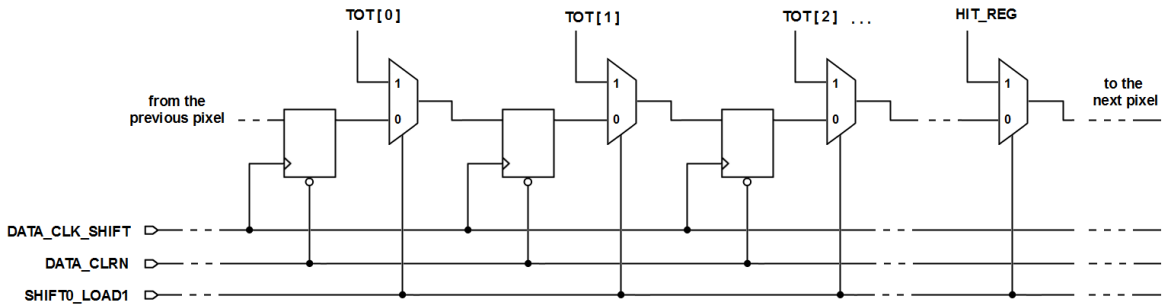 TOT[0]
TOT[1]
TOT[2] ...
HIT_REG
1
1
1
1
from the
previous pixel
to the
next pixel
0
0
0
0
DATA_CLK_SHIFT
DATA_CLRN
SHIFT0_LOAD1